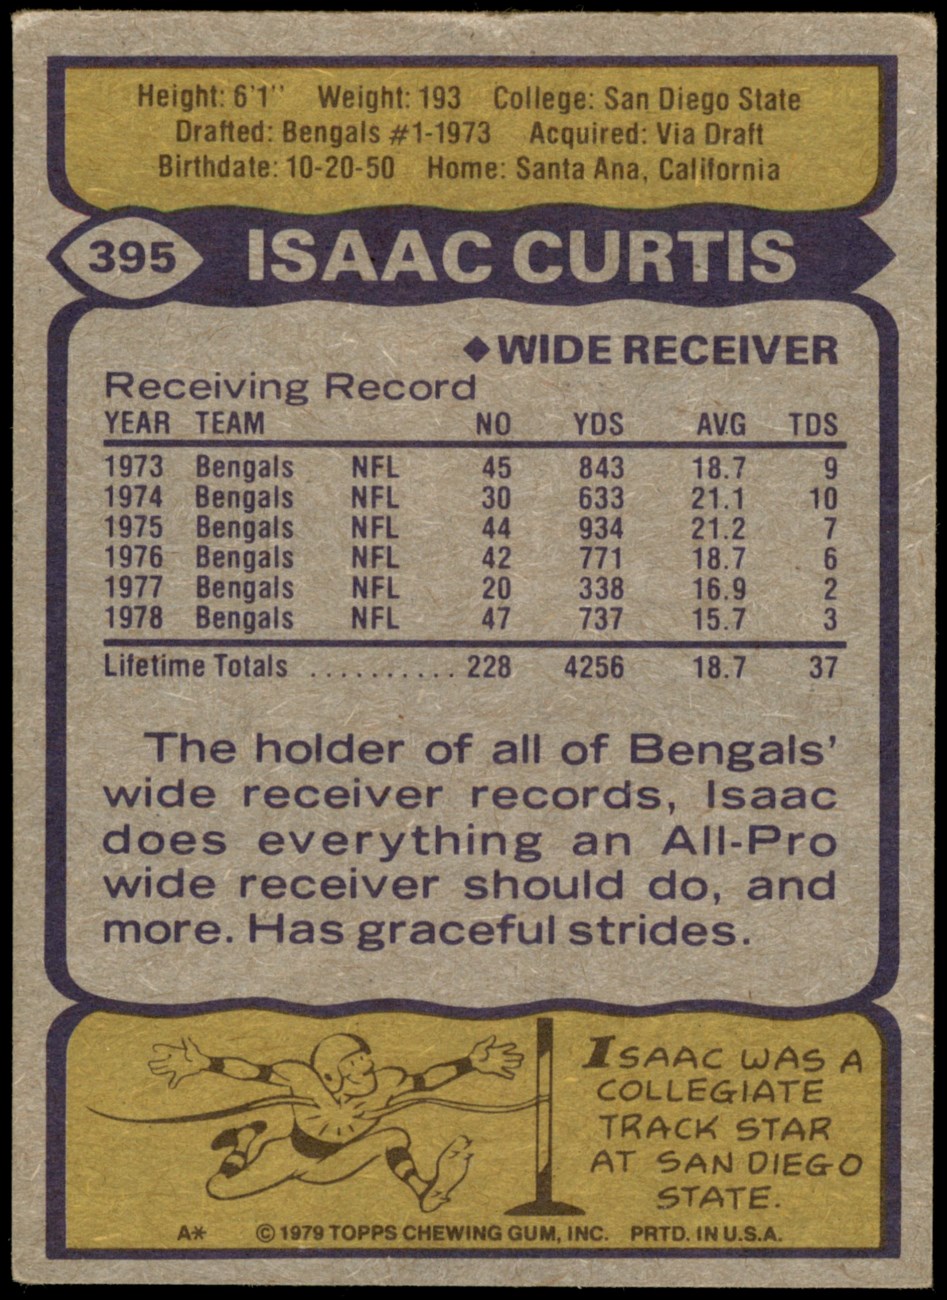 Height: 6'1" Weight: 193 College: San Diego State
Drafted: Bengals #1-1973 Acquired: Via Draft
Birthdate: 10-20-50 Home: Santa Ana, California
395 ISAAC CURTIS
◆WIDE RECEIVER
Receiving Record
YEAR TEAM NO YDS AVG TDS
1973 Bengals NFL 45 843 18.7 9
1974 Bengals NFL 30 633 21.1 10
1975 Bengals NFL 44 934 21.2 7
1976 Bengals NFL 42 771 18.7 6
1977 Bengals NFL 20 338 16.9 2
1978 Bengals NFL 47 737 15.7 3
Lifetime Totals .......... 228 4256 18.7 37
The holder of all of Bengals'
wide receiver records, Isaac
does everything an All-Pro
wide receiver should do, and
more. Has graceful strides.
ISAAC WAS A
COLLEGIATE
TRACK STAR
AT SAN DIEGO
STATE.
A* © 1979 TOPPS CHEWING GUM, INC. PRTD. IN U.S.A.